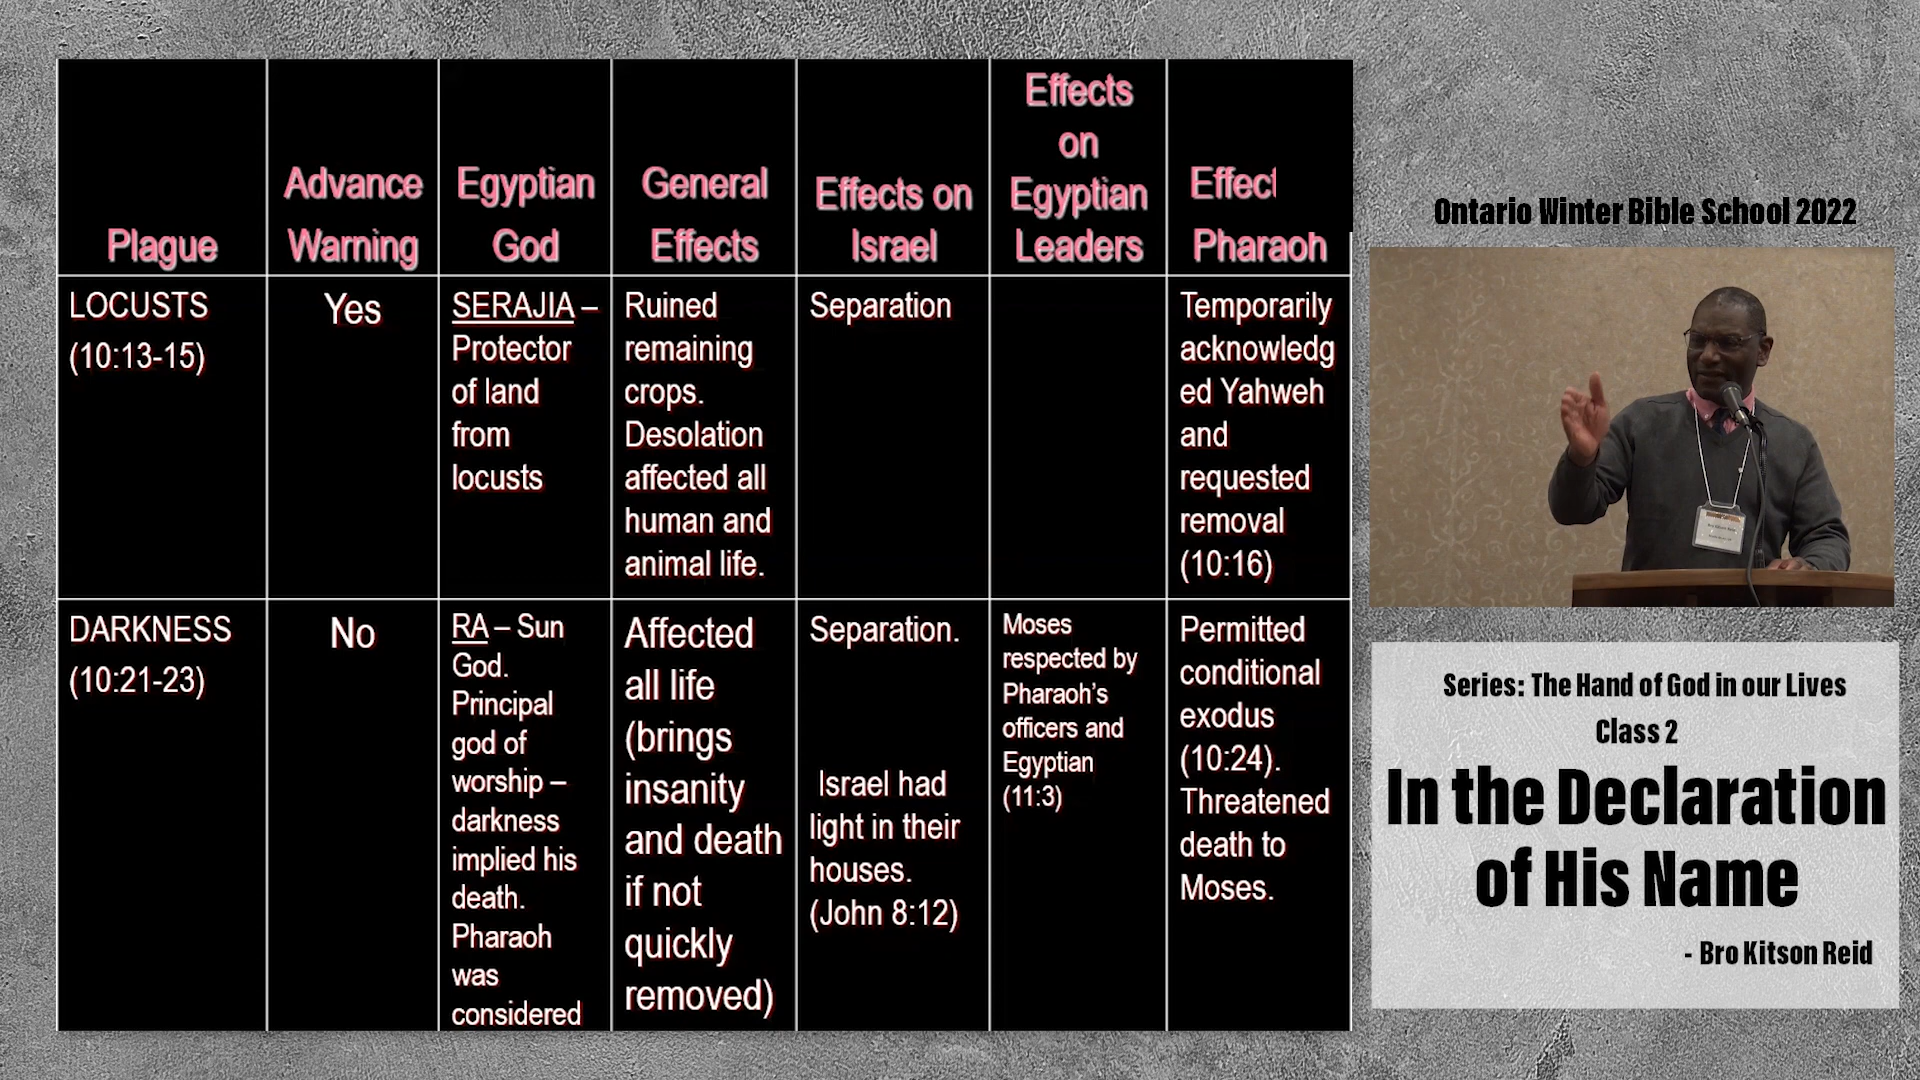 Plague
Advance
Warning
Egyptian
God
General
Effects
Effects on
Israel
Effects
on
Egyptian
Leaders
Effect
Pharaoh
LOCUSTS
(10:13-15)
Yes
SERAJIA –
Protector
of land
from
locusts
Ruined
remaining
crops.
Desolation
affected all
human and
animal life.
Separation
Temporarily
acknowledg
ed Yahweh
and
requested
removal
(10:16)
DARKNESS
(10:21-23)
No
RA – Sun
God.
Principal
god of
worship –
darkness
implied his
death.
Pharaoh
was
considered
Affected
all life
(brings
insanity
and death
if not
quickly
removed)
Separation.
Israel had
light in their
houses.
(John 8:12)
Moses
respected by
Pharaoh’s
officers and
Egyptian
(11:3)
Permitted
conditional
exodus
(10:24).
Threatened
death to
Moses.
Ontario Winter Bible School 2022
Series: The Hand of God in our Lives
Class 2
In the Declaration
of His Name
- Bro Kitson Reid